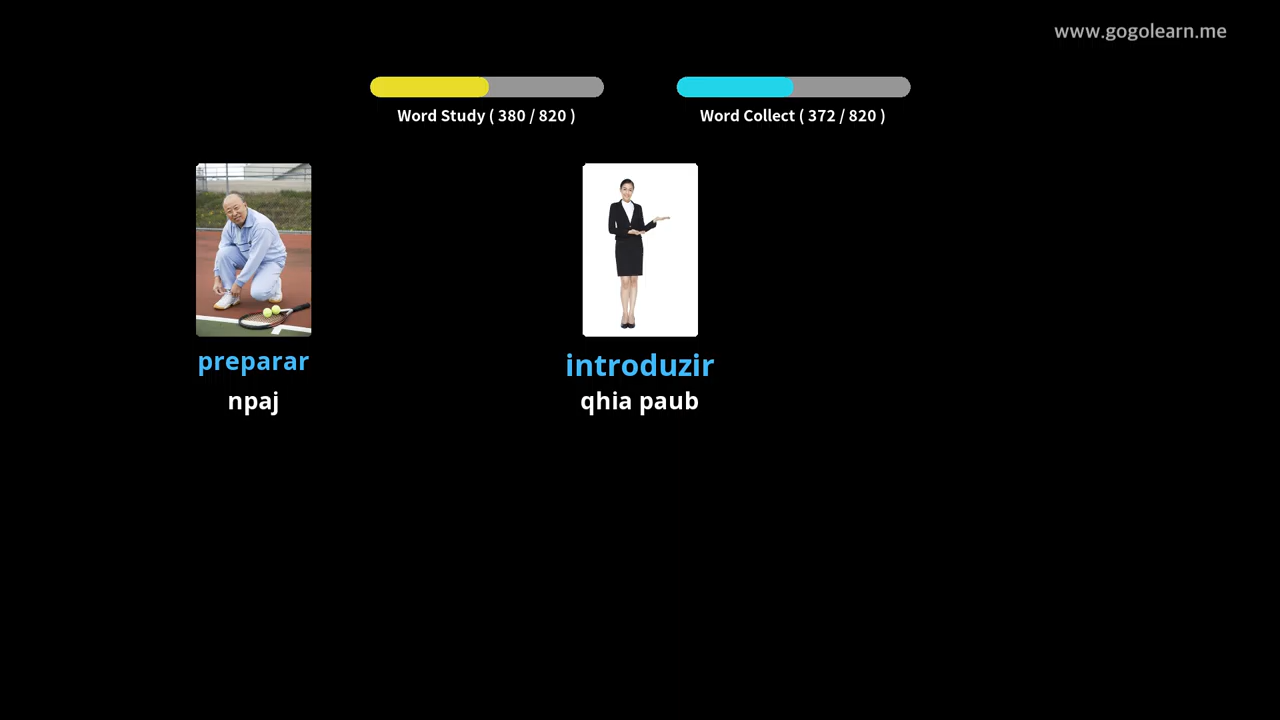 www.gogolearn.me
Word Study ( 380 / 820 )
Word Collect ( 372 / 820 )
preparar
npaj
introduzir
qhia paub